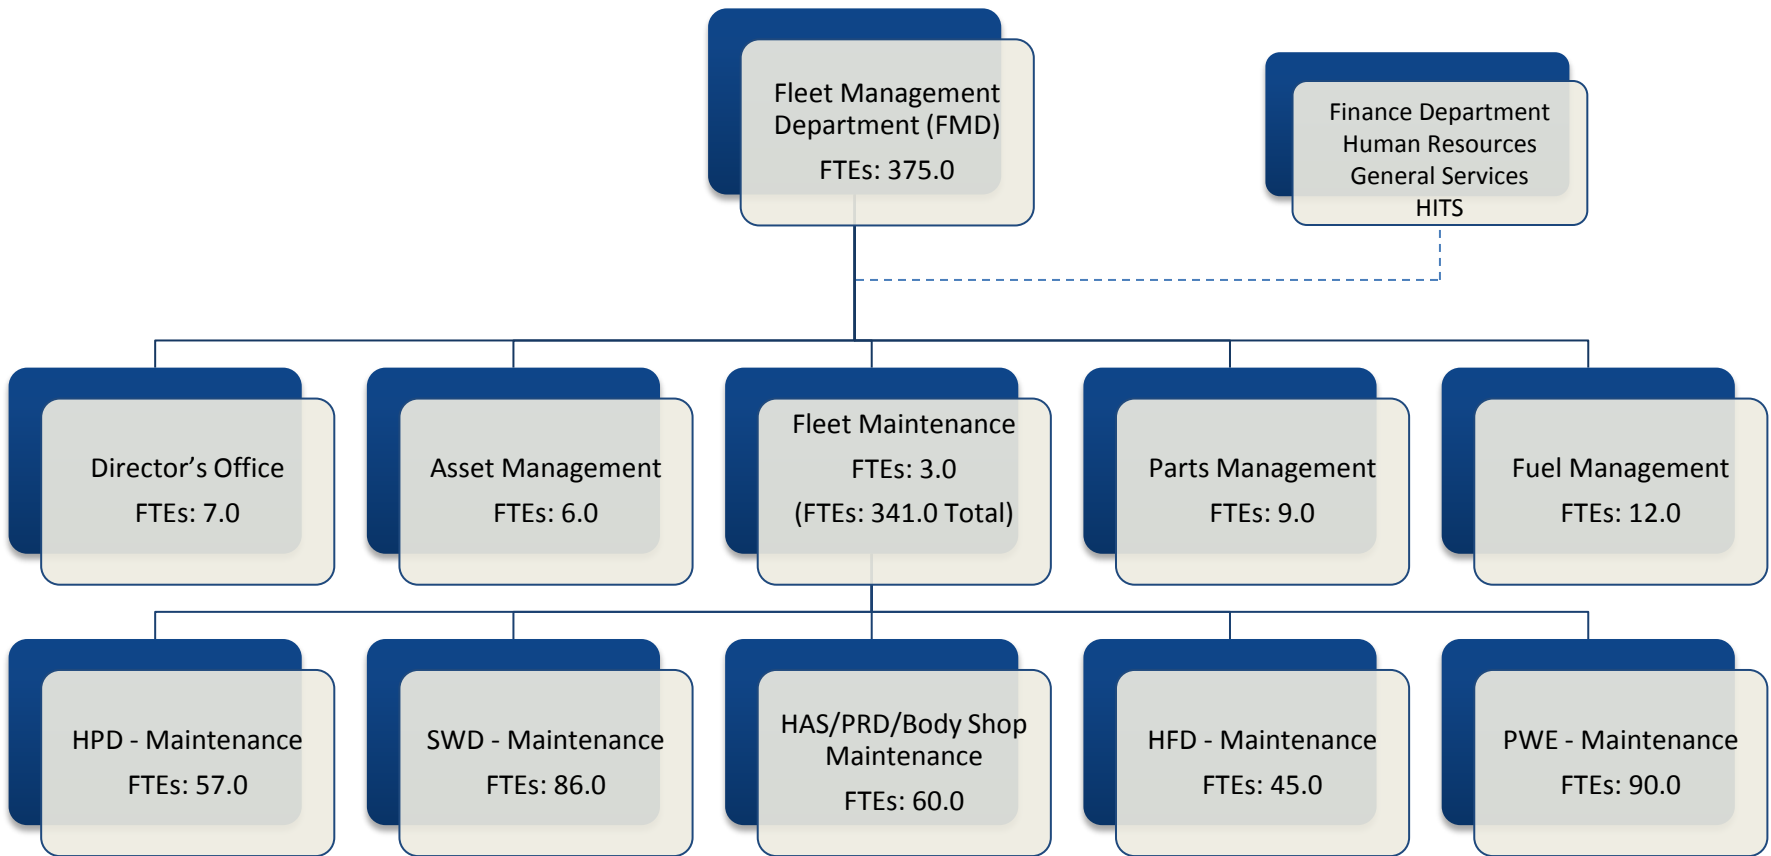 Fleet Management
Department (FMD)
FTEs: 375.0
Finance Department
Human Resources
General Services
HITS
Director’s Office
FTEs: 7.0
Asset Management
FTEs: 6.0
Fleet Maintenance
FTEs: 3.0
(FTEs: 341.0 Total)
Parts Management
FTEs: 9.0
Fuel Management
FTEs: 12.0
HPD - Maintenance
FTEs: 57.0
SWD - Maintenance
FTEs: 86.0
HAS/PRD/Body Shop
Maintenance
FTEs: 60.0
HFD - Maintenance
FTEs: 45.0
PWE - Maintenance
FTEs: 90.0